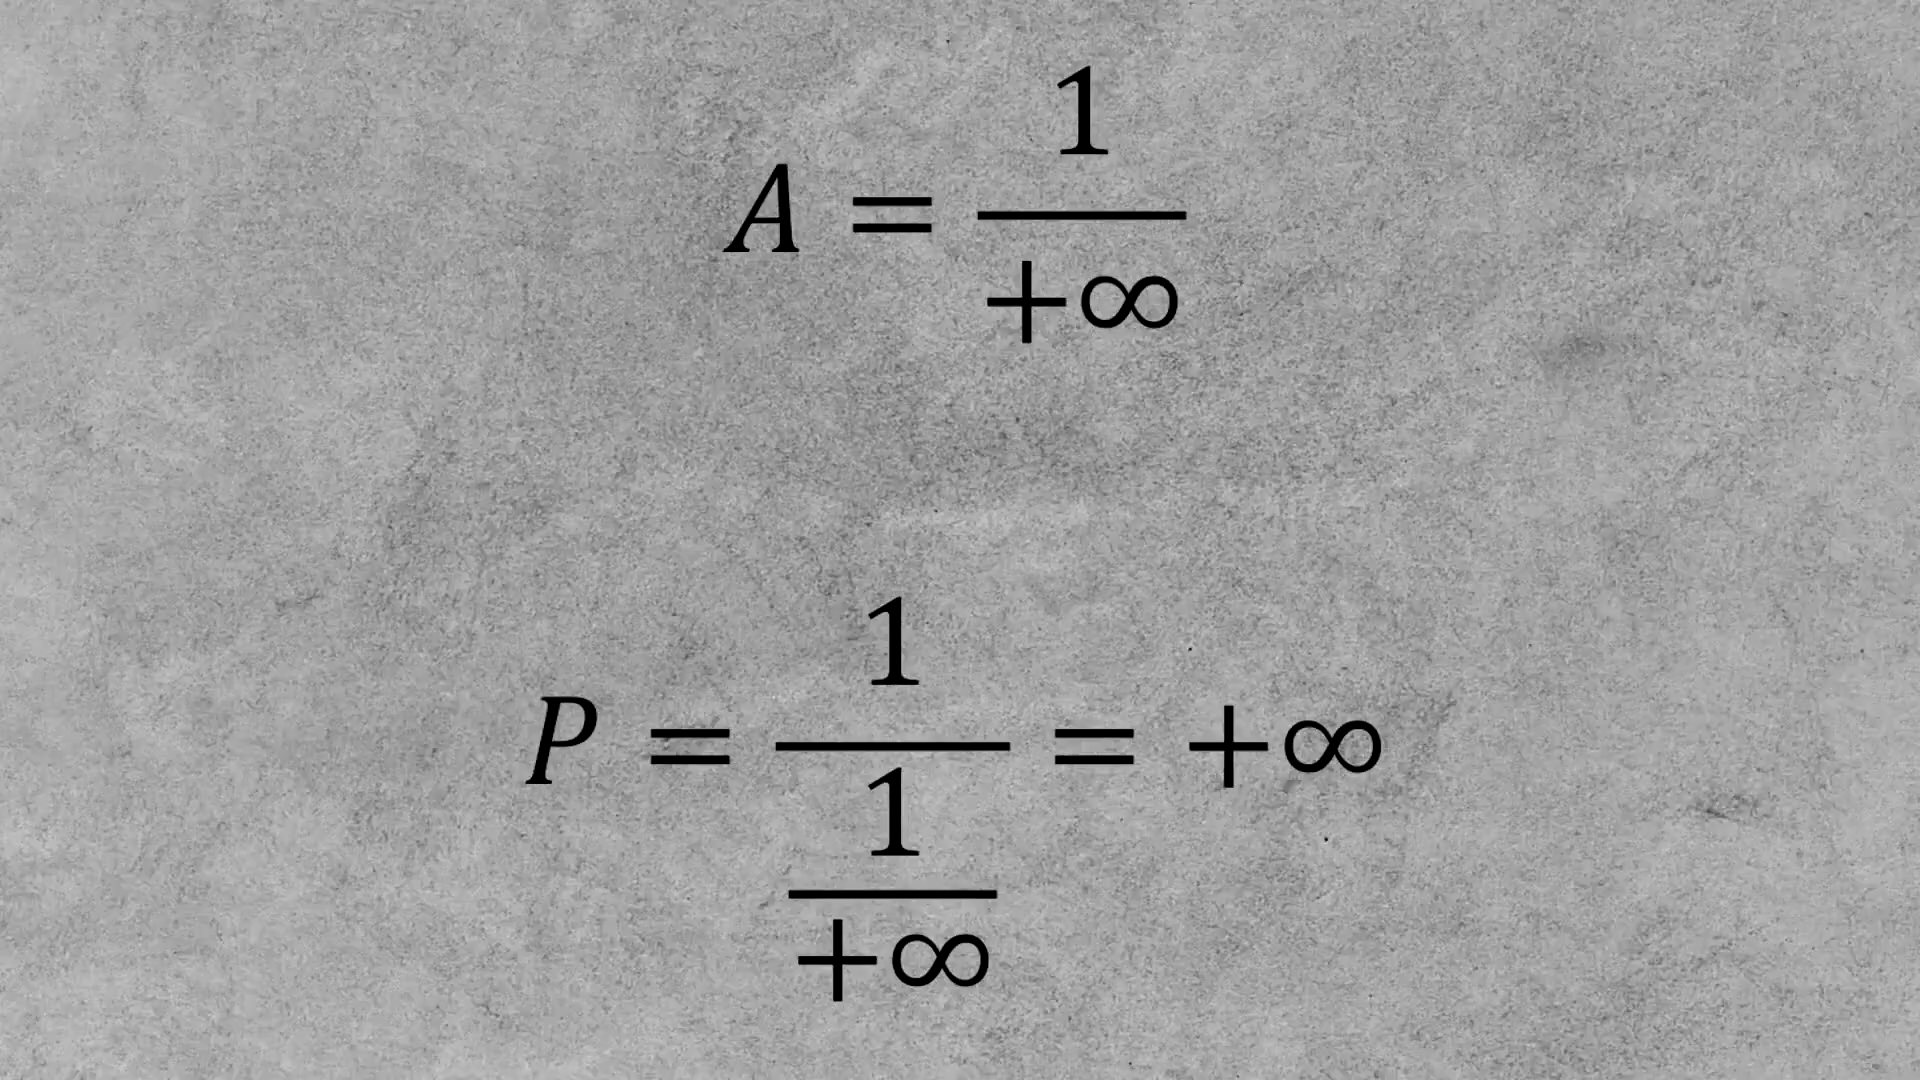 A = 1/+∞
P = 1/(1/+∞) = +∞